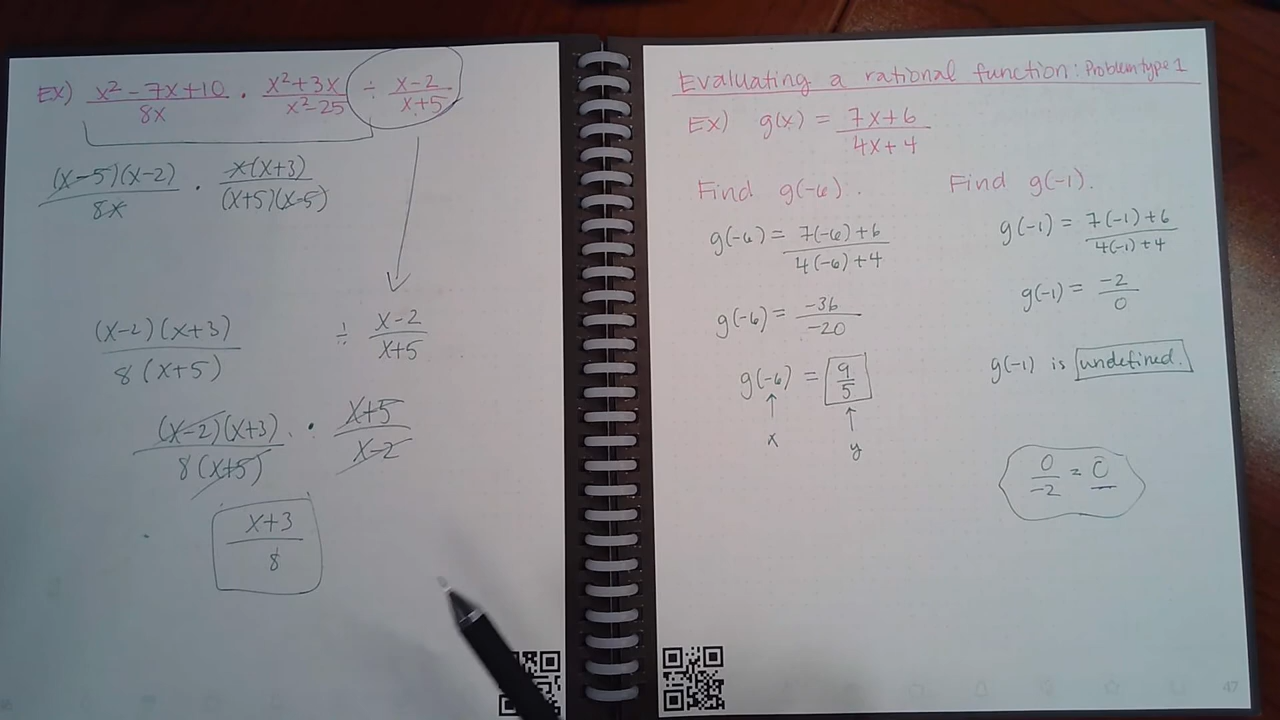 EX) x² - 7x + 10 / 8x · x² + 3x / x² - 25 ÷ x - 2 / x + 5
(x - 5)(x - 2) / 8x · x(x + 3) / (x + 5)(x - 5)
(x - 2)(x + 3) / 8(x + 5) ÷ x - 2 / x + 5
(x - 2)(x + 3) / 8(x + 5) · x + 5 / x - 2
x + 3 / 8
Evaluating a rational function: Problem type 1
EX) g(x) = 7x + 6 / 4x + 4
Find g(-6).
g(-6) = 7(-6) + 6 / 4(-6) + 4
g(-6) = -36 / -20
g(-6) = 9 / 5
x y
Find g(-1).
g(-1) = 7(-1) + 6 / 4(-1) + 4
g(-1) = -2 / 0
g(-1) is undefined.
0 / -2 = 0
47